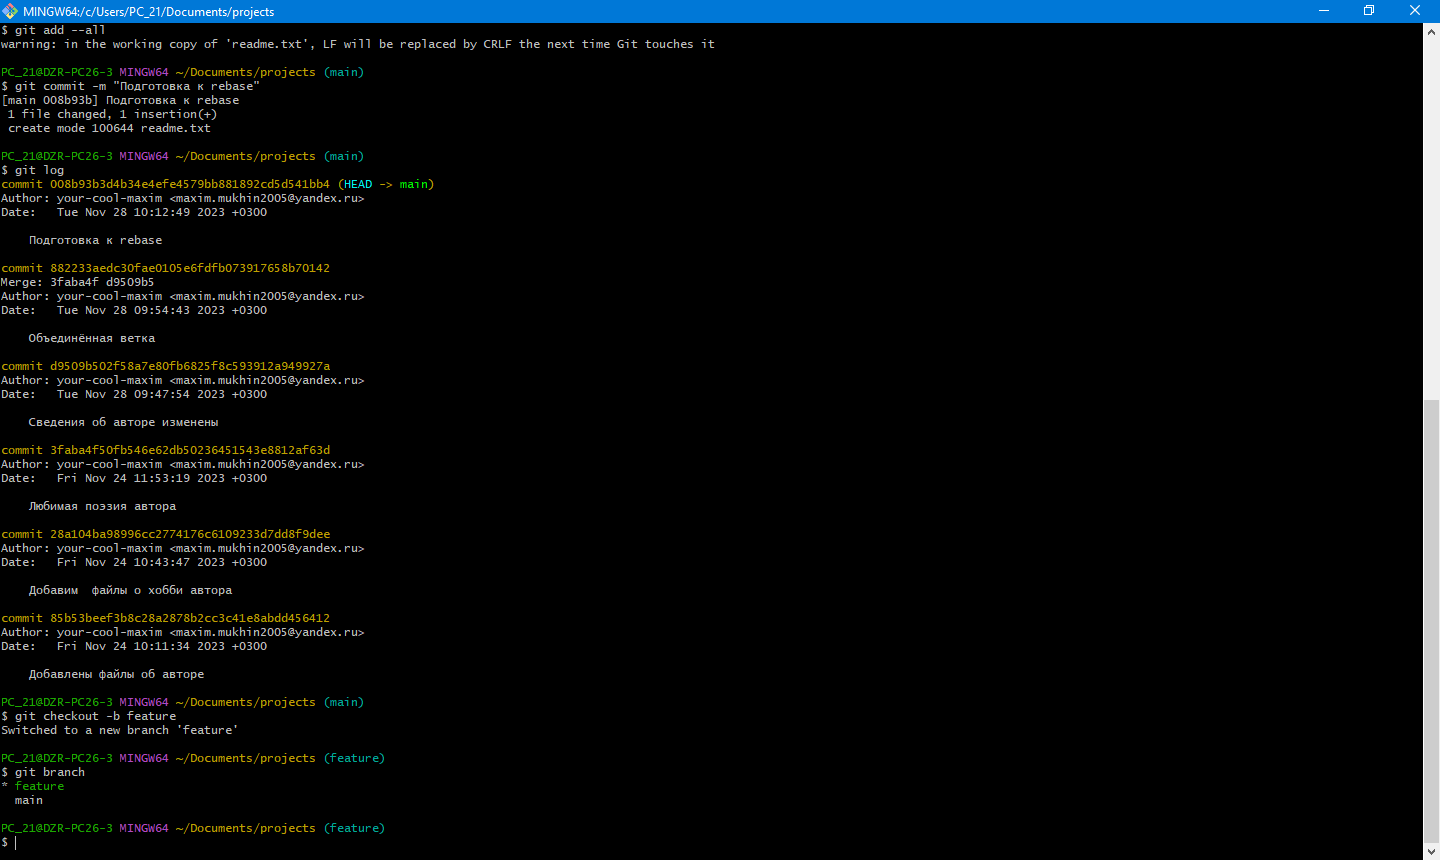 MINGW64:/c/Users/PC_21/Documents/projects
$ git add --all
warning: in the working copy of 'readme.txt', LF will be replaced by CRLF the next time Git touches it
PC_21@DZR-PC26-3 MINGW64 ~/Documents/projects (main)
$ git commit -m "Подготовка к rebase"
[main 008b93b] Подготовка к rebase
1 file changed, 1 insertion(+)
create mode 100644 readme.txt
PC_21@DZR-PC26-3 MINGW64 ~/Documents/projects (main)
$ git log
commit 008b93b3d4b34e4efe4579bb881892cd5d541bb4 (HEAD -> main)
Author: your-cool-maxim <maxim.mukhin2005@yandex.ru>
Date:   Tue Nov 28 10:12:49 2023 +0300
Подготовка к rebase
commit 882233aedc30fae0105e6fdfb073917658b70142
Merge: 3faba4f d9509b5
Author: your-cool-maxim <maxim.mukhin2005@yandex.ru>
Date:   Tue Nov 28 09:54:43 2023 +0300
Объединённая ветка
commit d9509b502f58a7e80fb6825f8c593912a949927a
Author: your-cool-maxim <maxim.mukhin2005@yandex.ru>
Date:   Tue Nov 28 09:47:54 2023 +0300
Сведения об авторе изменены
commit 3faba4f50fb546e62db50236451543e8812af63d
Author: your-cool-maxim <maxim.mukhin2005@yandex.ru>
Date:   Fri Nov 24 11:53:19 2023 +0300
Любимая поэзия автора
commit 28a104ba98996cc2774176c6109233d7dd8f9dee
Author: your-cool-maxim <maxim.mukhin2005@yandex.ru>
Date:   Fri Nov 24 10:43:47 2023 +0300
Добавим  файлы о хобби автора
commit 85b53beef3b8c28a2878b2cc3c41e8abdd456412
Author: your-cool-maxim <maxim.mukhin2005@yandex.ru>
Date:   Fri Nov 24 10:11:34 2023 +0300
Добавлены файлы об авторе
PC_21@DZR-PC26-3 MINGW64 ~/Documents/projects (main)
$ git checkout -b feature
Switched to a new branch 'feature'
PC_21@DZR-PC26-3 MINGW64 ~/Documents/projects (feature)
$ git branch
* feature
main
PC_21@DZR-PC26-3 MINGW64 ~/Documents/projects (feature)
$